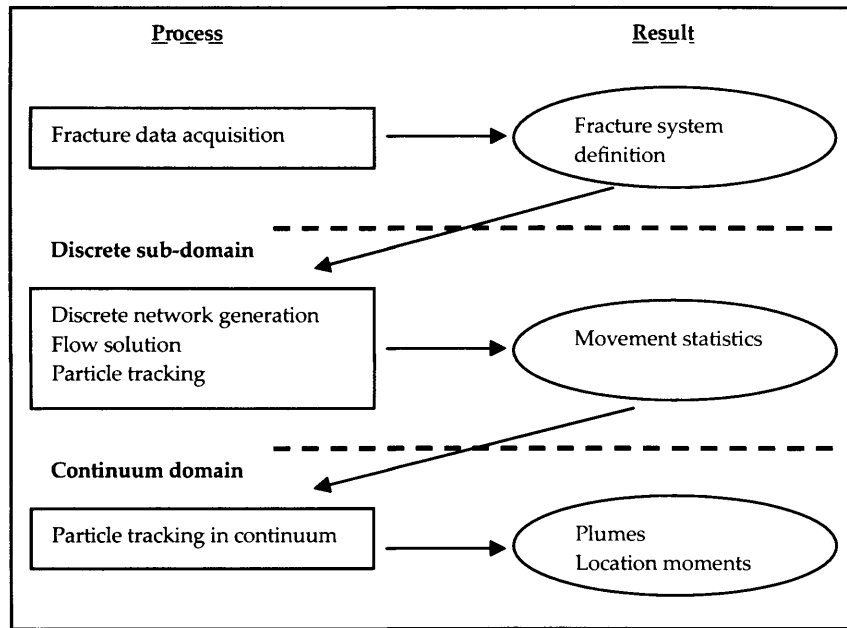 Process
Result
Fracture data acquisition
Fracture system
definition
Discrete sub-domain
Discrete network generation
Flow solution
Particle tracking
Movement statistics
Continuum domain
Particle tracking in continuum
Plumes
Location moments